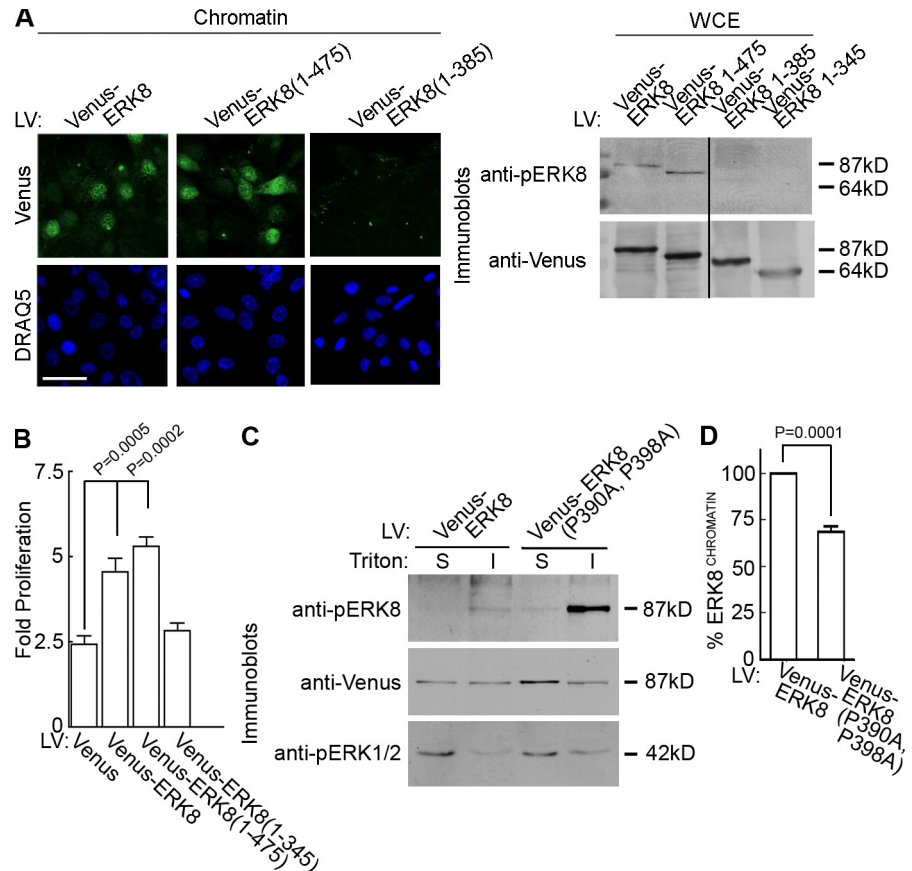 A
Chromatin
LV:
Venus-
ERK8
Venus-
ERK8(1-475)
Venus-
ERK8(1-385)
Venus
DRAQ5
WCE
LV:
Venus-
ERK8
Venus-
ERK8 1-475
Venus-
ERK8 1-385
Venus-
ERK8 1-345
Immunoblots
anti-pERK8
87kD
64kD
anti-Venus
87kD
64kD
B
Fold Proliferation
P=0.0005
P=0.0002
7.5
5
2.5
0
LV:
Venus
Venus-ERK8
Venus-ERK8(1-475)
Venus-ERK8(1-345)
C
LV:
Venus-
ERK8
Venus- ERK8
(P390A, P398A)
Triton:
S I S I
Immunoblots
anti-pERK8
87kD
anti-Venus
87kD
anti-pERK1/2
42kD
D
P=0.0001
% ERK8 CHROMATIN
100
75
50
25
0
LV:
Venus-
ERK8
Venus-
ERK8
(P390A,
P398A)